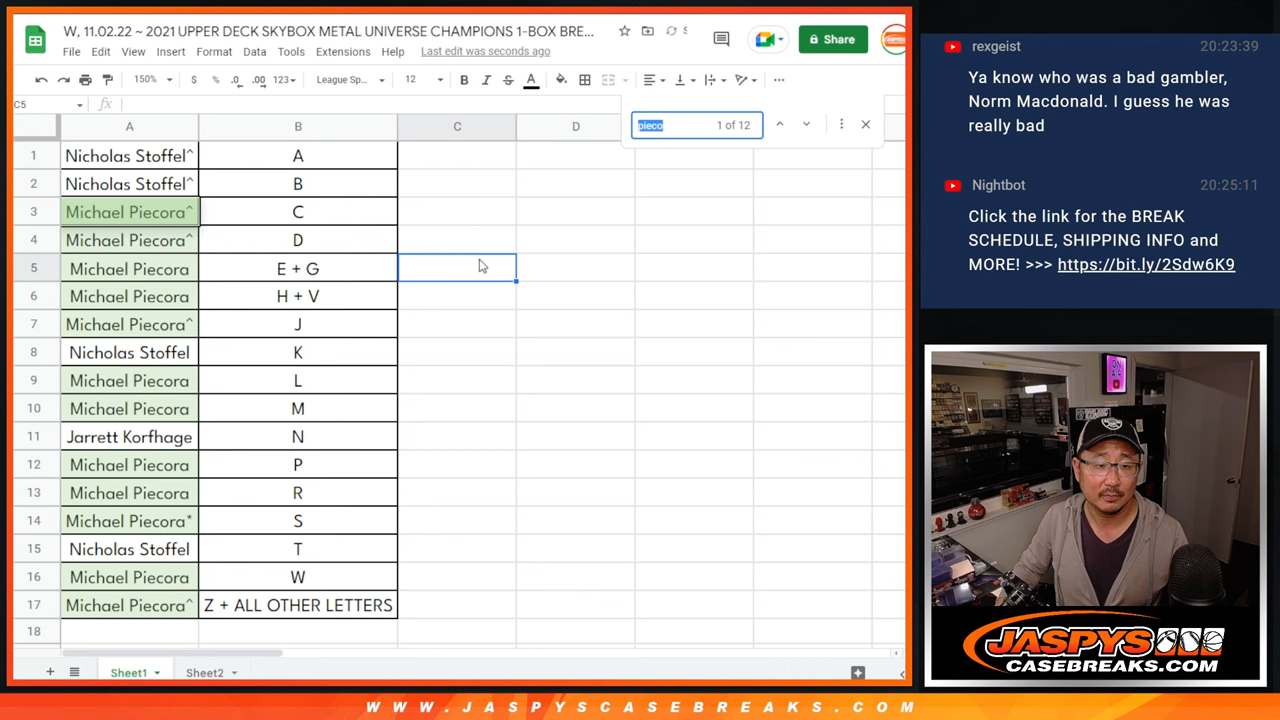 W, 11.02.22 ~ 2021 UPPER DECK SKYBOX METAL UNIVERSE CHAMPIONS 1-BOX BRE...
File Edit View Insert Format Data Tools Extensions Help Last edit was seconds ago
Share
150% $ % .0 .00 123 League Sp... 12 B I S A
C5 fx
pieco 1 of 12
A B C D
1 Nicholas Stoffel^ A
2 Nicholas Stoffel^ B
3 Michael Piecora^ C
4 Michael Piecora^ D
5 Michael Piecora E + G
6 Michael Piecora H + V
7 Michael Piecora^ J
8 Nicholas Stoffel K
9 Michael Piecora L
10 Michael Piecora M
11 Jarrett Korfhage N
12 Michael Piecora P
13 Michael Piecora R
14 Michael Piecora* S
15 Nicholas Stoffel T
16 Michael Piecora W
17 Michael Piecora^ Z + ALL OTHER LETTERS
18
Sheet1 Sheet2
rexgeist 20:23:39
Ya know who was a bad gambler,
Norm Macdonald. I guess he was
really bad
Nightbot 20:25:11
Click the link for the BREAK
SCHEDULE, SHIPPING INFO and
MORE! >>> https://bit.ly/2Sdw6K9
ON
AIR
JASPYS
CASEBREAKS.COM
WWW.JASPYSCASEBREAKS.COM